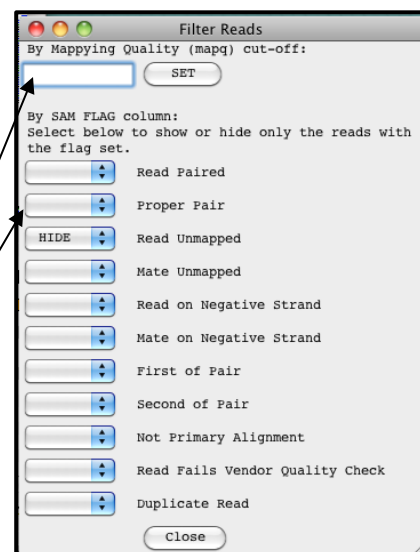 Filter Reads
By Mappying Quality (mapq) cut-off:
SET
By SAM FLAG column:
Select below to show or hide only the reads with
the flag set.
Read Paired
Proper Pair
HIDE Read Unmapped
Mate Unmapped
Read on Negative Strand
Mate on Negative Strand
First of Pair
Second of Pair
Not Primary Alignment
Read Fails Vendor Quality Check
Duplicate Read
Close